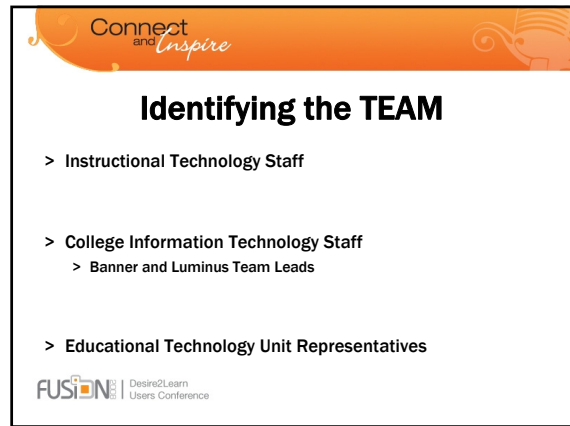 Connect
and Inspire
Identifying the TEAM
> Instructional Technology Staff
> College Information Technology Staff
> Banner and Luminus Team Leads
> Educational Technology Unit Representatives
FUSION | Desire2Learn
Users Conference